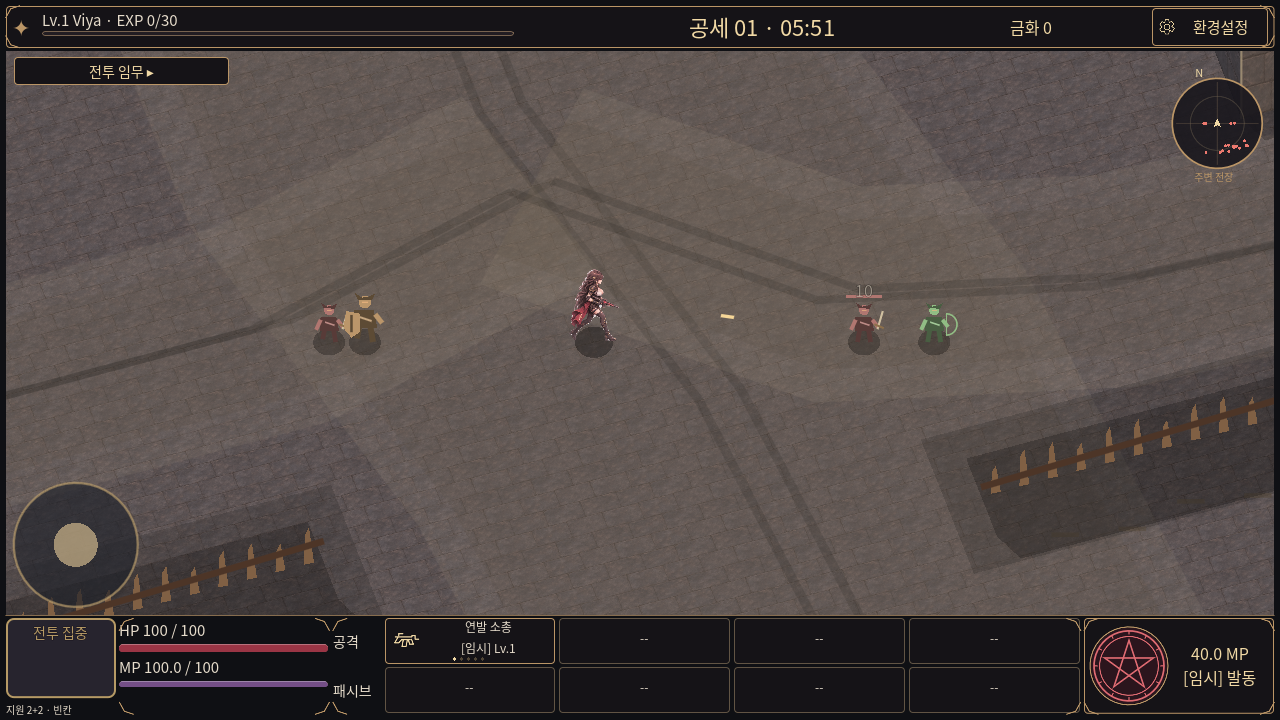 Lv.1 Viya · EXP 0/30
공세 01 · 05:51
금화 0
환경설정
전투 임무 ▸
N
주변 전장
10
전투 집중
HP 100 / 100
MP 100.0 / 100
지원 2+2 · 빈칸
공격
패시브
연발 소총
[임시] Lv.1
--
--
--
--
--
--
--
40.0 MP
[임시] 발동